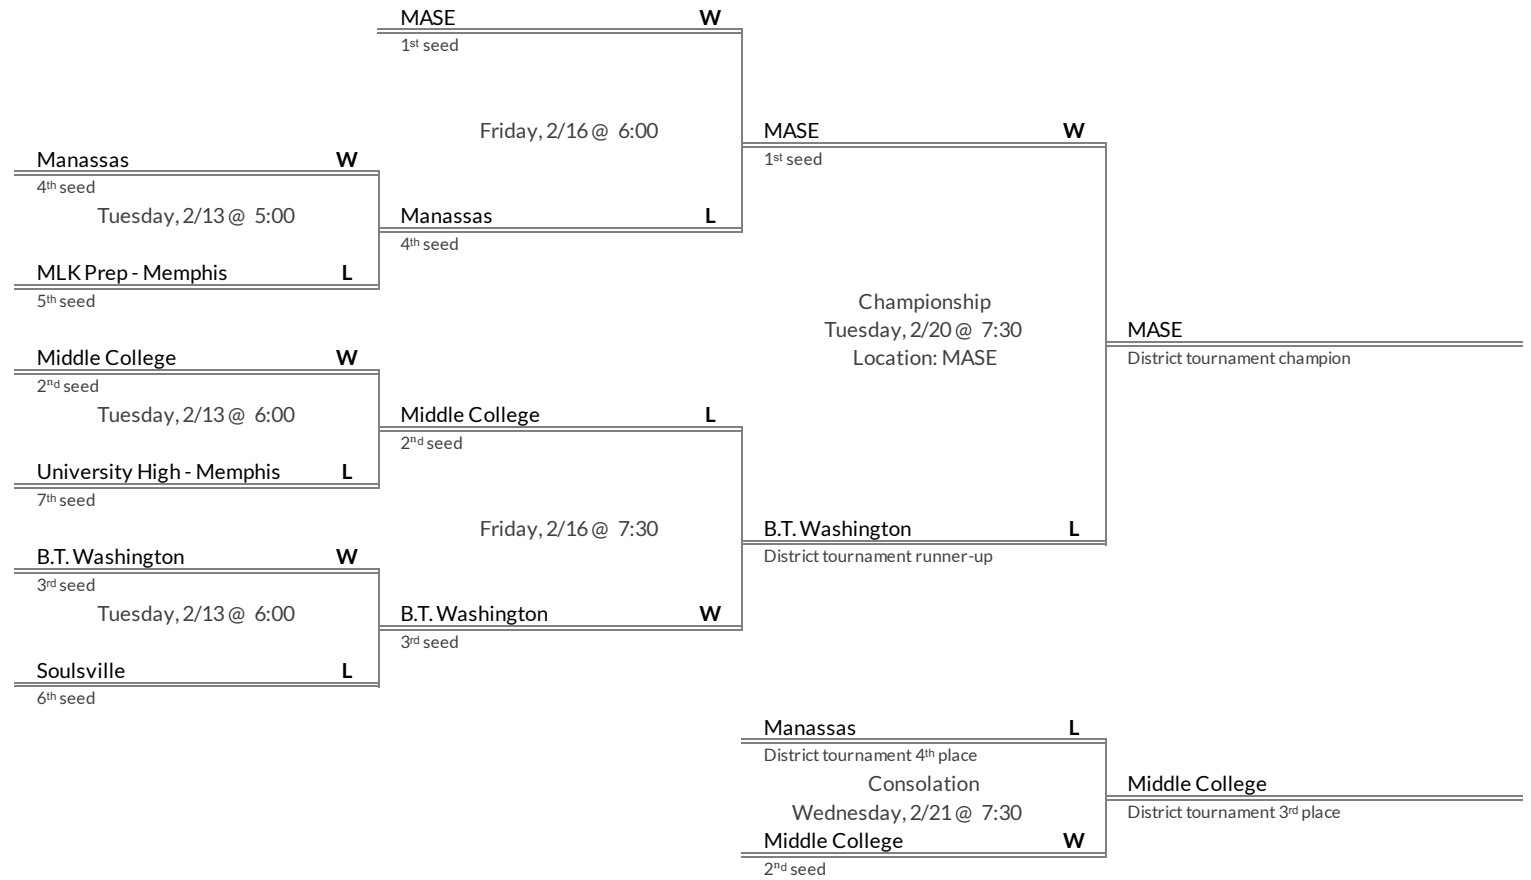 MASE W
1st seed
Friday, 2/16 @ 6:00
MASE W
1st seed
Manassas W
4th seed
Tuesday, 2/13 @ 5:00
Manassas L
4th seed
MLK Prep - Memphis L
5th seed
Championship
Tuesday, 2/20 @ 7:30
Location: MASE
MASE
District tournament champion
Middle College W
2nd seed
Tuesday, 2/13 @ 6:00
Middle College L
2nd seed
University High - Memphis L
7th seed
Friday, 2/16 @ 7:30
B.T. Washington L
District tournament runner-up
B.T. Washington W
3rd seed
Tuesday, 2/13 @ 6:00
B.T. Washington W
3rd seed
Soulsville L
6th seed
Manassas L
District tournament 4th place
Consolation
Wednesday, 2/21 @ 7:30
Middle College
District tournament 3rd place
Middle College W
2nd seed